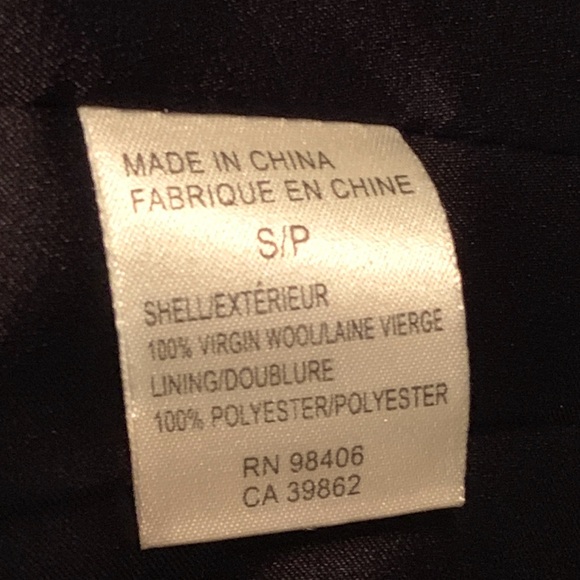 MADE IN CHINA
FABRIQUE EN CHINE
S/P
SHELL/EXTÉRIEUR
100% VIRGIN WOOL/LAINE VIERGE
LINING/DOUBLURE
100% POLYESTER/POLYESTER
RN 98406
CA 39862